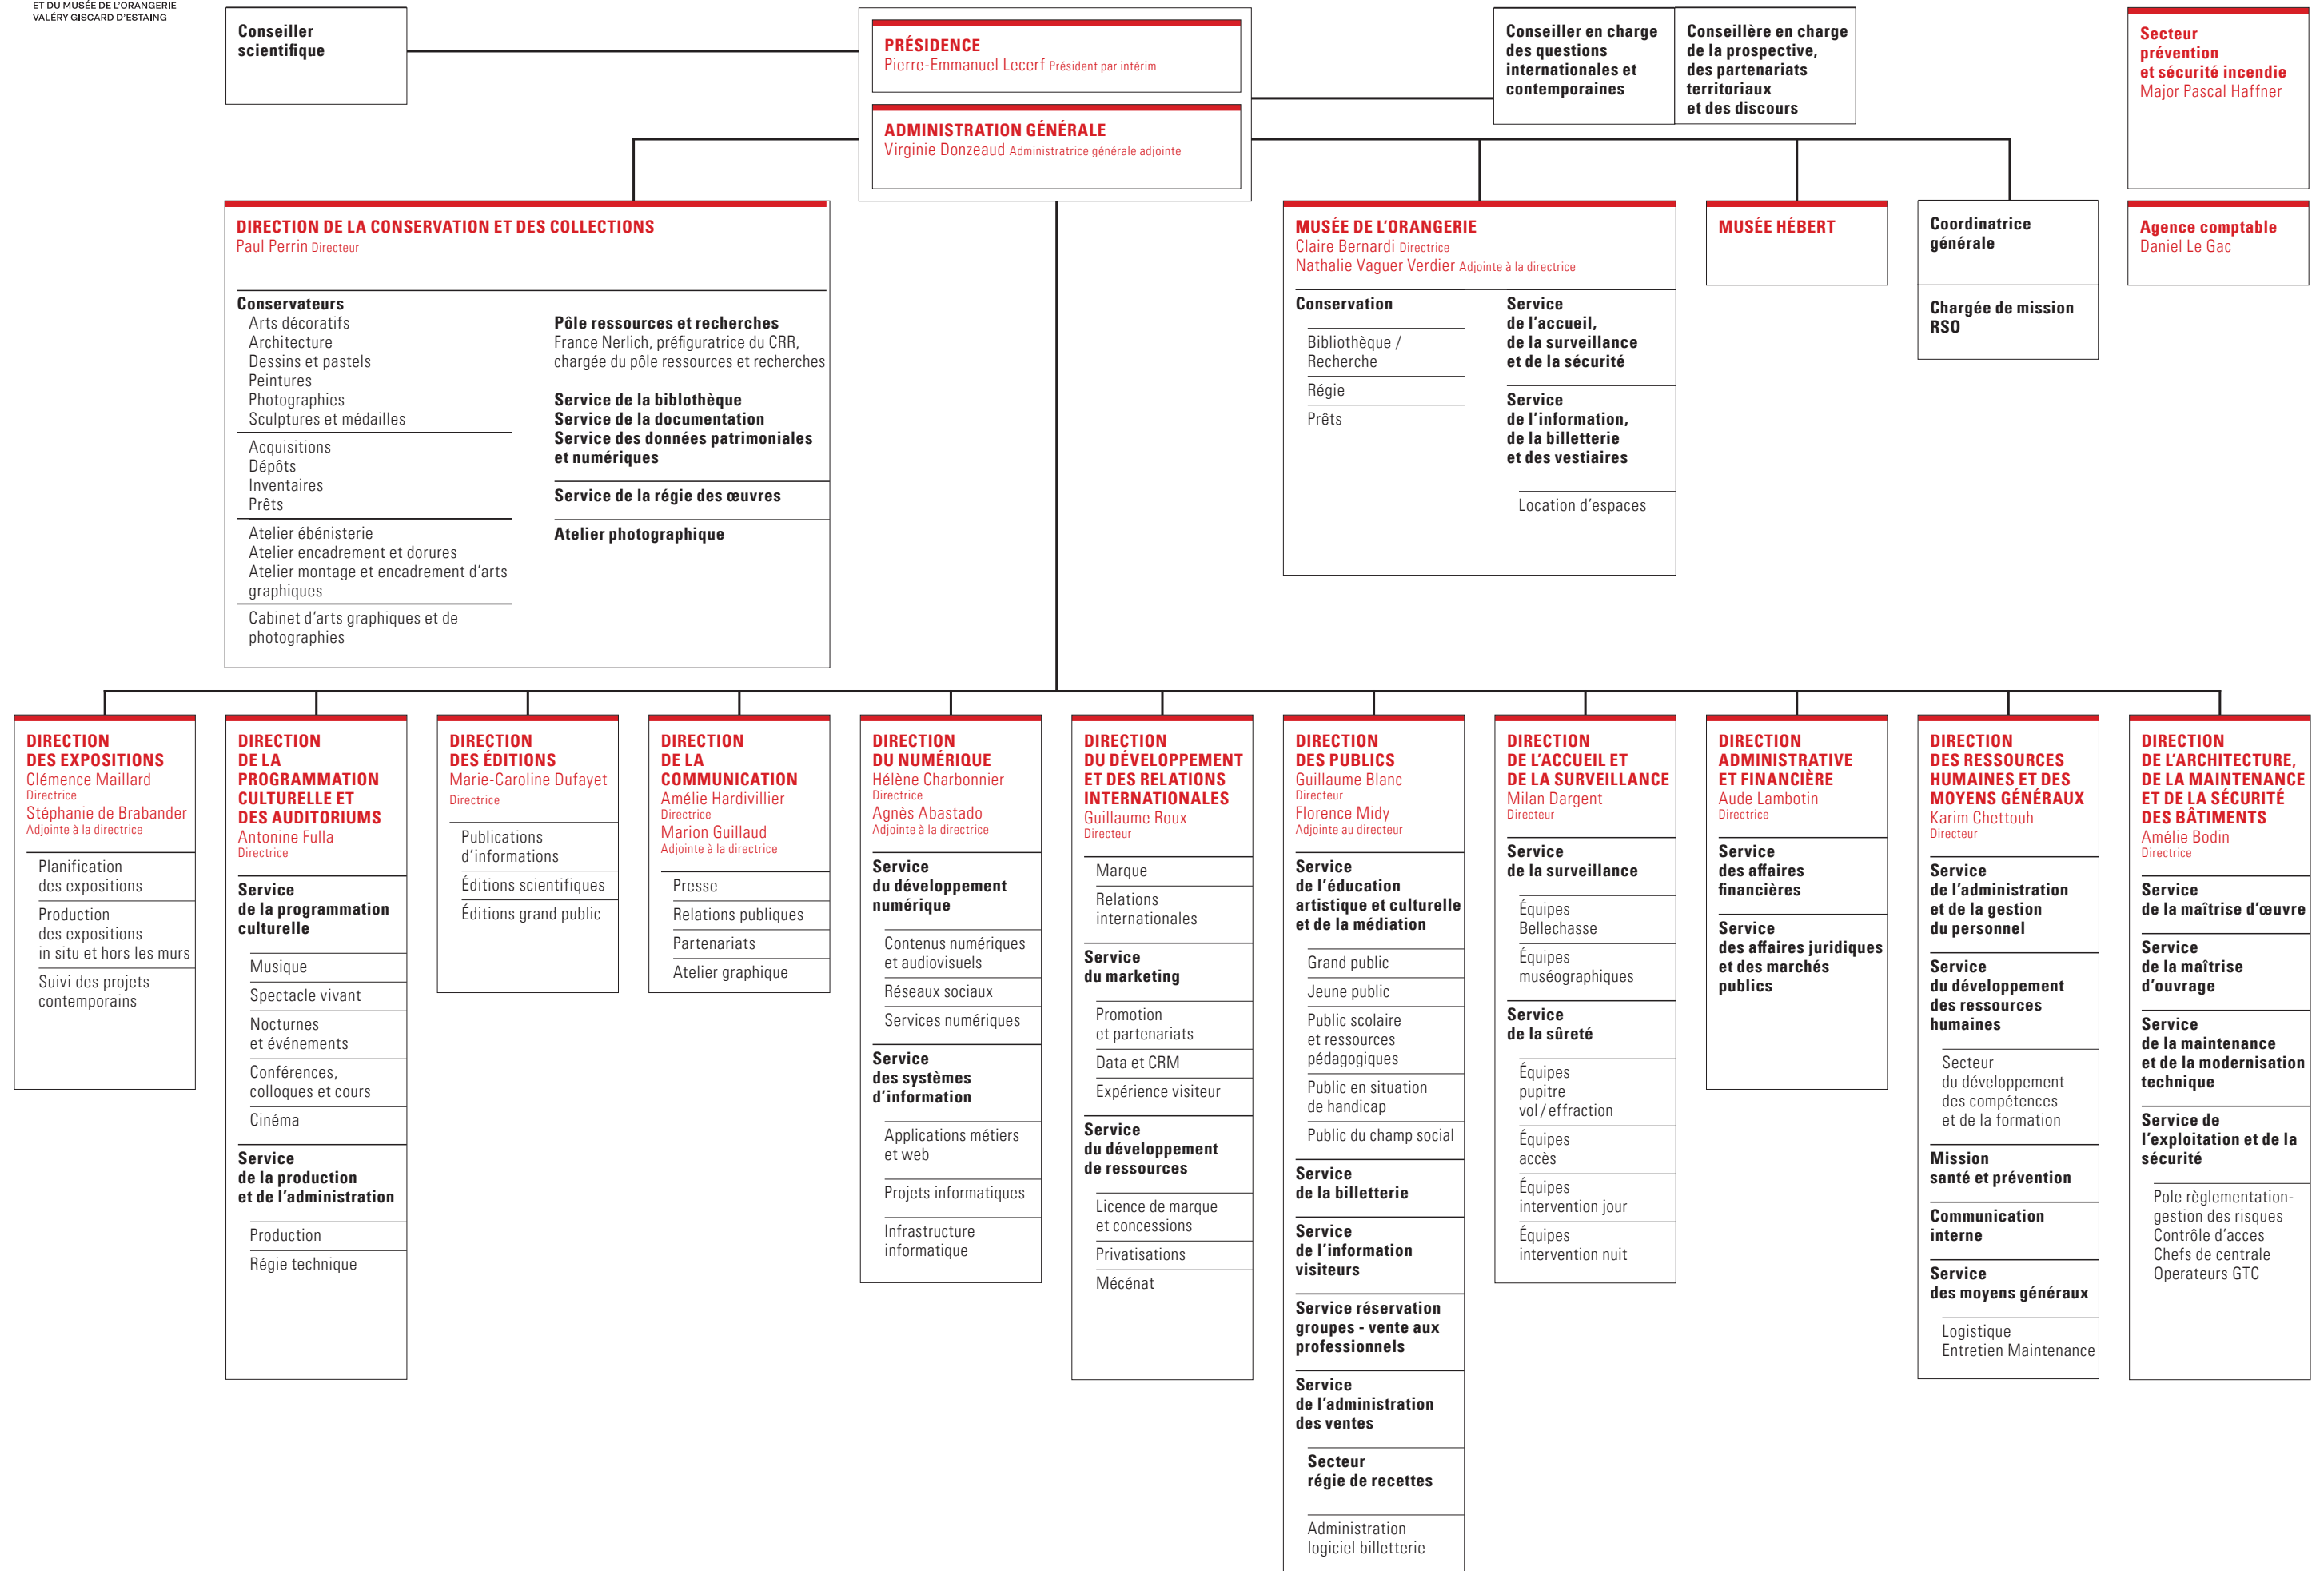 ET DU MUSÉE DE L'ORANGERIE
VALÉRY GISCARD D'ESTAING
Conseiller
scientifique
PRÉSIDENCE
Pierre-Emmanuel Lecerf Président par intérim
ADMINISTRATION GÉNÉRALE
Virginie Donzeaud Administratrice générale adjointe
Conseiller en charge
des questions
internationales et
contemporaines
Conseillère en charge
de la prospective,
des partenariats
territoriaux
et des discours
Secteur
prévention
et sécurité incendie
Major Pascal Haffner
DIRECTION DE LA CONSERVATION ET DES COLLECTIONS
Paul Perrin Directeur
Conservateurs
Arts décoratifs
Architecture
Dessins et pastels
Peintures
Photographies
Sculptures et médailles
Acquisitions
Dépôts
Inventaires
Prêts
Atelier ébénisterie
Atelier encadrement et dorures
Atelier montage et encadrement d'arts
graphiques
Cabinet d'arts graphiques et de
photographies
Pôle ressources et recherches
France Nerlich, préfiguratrice du CRR,
chargée du pôle ressources et recherches
Service de la bibliothèque
Service de la documentation
Service des données patrimoniales
et numériques
Service de la régie des œuvres
Atelier photographique
MUSÉE DE L'ORANGERIE
Claire Bernardi Directrice
Nathalie Vaguer Verdier Adjointe à la directrice
Conservation
Bibliothèque /
Recherche
Régie
Prêts
Service
de l'accueil,
de la surveillance
et de la sécurité
Service
de l'information,
de la billetterie
et des vestiaires
Location d'espaces
MUSÉE HÉBERT
Coordinatrice
générale
Chargée de mission
RSO
Agence comptable
Daniel Le Gac
DIRECTION
DES EXPOSITIONS
Clémence Maillard
Directrice
Stéphanie de Brabander
Adjointe à la directrice
Planification
des expositions
Production
des expositions
in situ et hors les murs
Suivi des projets
contemporains
DIRECTION
DE LA
PROGRAMMATION
CULTURELLE ET
DES AUDITORIUMS
Antonine Fulla
Directrice
Service
de la programmation
culturelle
Musique
Spectacle vivant
Nocturnes
et événements
Conférences,
colloques et cours
Cinéma
Service
de la production
et de l'administration
Production
Régie technique
DIRECTION
DES ÉDITIONS
Marie-Caroline Dufayet
Directrice
Publications
d'informations
Éditions scientifiques
Éditions grand public
DIRECTION
DE LA
COMMUNICATION
Amélie Hardivillier
Directrice
Marion Guillaud
Adjointe à la directrice
Presse
Relations publiques
Partenariats
Atelier graphique
DIRECTION
DU NUMÉRIQUE
Hélène Charbonnier
Directrice
Agnès Abastado
Adjointe à la directrice
Service
du développement
numérique
Contenus numériques
et audiovisuels
Réseaux sociaux
Services numériques
Service
des systèmes
d'information
Applications métiers
et web
Projets informatiques
Infrastructure
informatique
DIRECTION
DU DÉVELOPPEMENT
ET DES RELATIONS
INTERNATIONALES
Guillaume Roux
Directeur
Marque
Relations
internationales
Service
du marketing
Promotion
et partenariats
Data et CRM
Expérience visiteur
Service
du développement
de ressources
Licence de marque
et concessions
Privatisations
Mécénat
DIRECTION
DES PUBLICS
Guillaume Blanc
Directeur
Florence Midy
Adjointe au directeur
Service
de l'éducation
artistique et culturelle
et de la médiation
Grand public
Jeune public
Public scolaire
et ressources
pédagogiques
Public en situation
de handicap
Public du champ social
Service
de la billetterie
Service
de l'information
visiteurs
Service réservation
groupes - vente aux
professionnels
Service
de l'administration
des ventes
Secteur
régie de recettes
Administration
logiciel billetterie
DIRECTION
DE L'ACCUEIL ET
DE LA SURVEILLANCE
Milan Dargent
Directeur
Service
de la surveillance
Équipes
Bellechasse
Équipes
muséographiques
Service
de la sûreté
Équipes
pupitre
vol / effraction
Équipes
accès
Équipes
intervention jour
Équipes
intervention nuit
DIRECTION
ADMINISTRATIVE
ET FINANCIÈRE
Aude Lambotin
Directrice
Service
des affaires
financières
Service
des affaires juridiques
et des marchés
publics
DIRECTION
DES RESSOURCES
HUMAINES ET DES
MOYENS GÉNÉRAUX
Karim Chettouh
Directeur
Service
de l'administration
et de la gestion
du personnel
Service
du développement
des ressources
humaines
Secteur
du développement
des compétences
et de la formation
Mission
santé et prévention
Communication
interne
Service
des moyens généraux
Logistique
Entretien Maintenance
DIRECTION
DE L'ARCHITECTURE,
DE LA MAINTENANCE
ET DE LA SÉCURITÉ
DES BÂTIMENTS
Amélie Bodin
Directrice
Service
de la maîtrise d'œuvre
Service
de la maîtrise
d'ouvrage
Service
de la maintenance
et de la modernisation
technique
Service de
l'exploitation et de la
sécurité
Pole règlementation-
gestion des risques
Contrôle d'acces
Chefs de centrale
Operateurs GTC